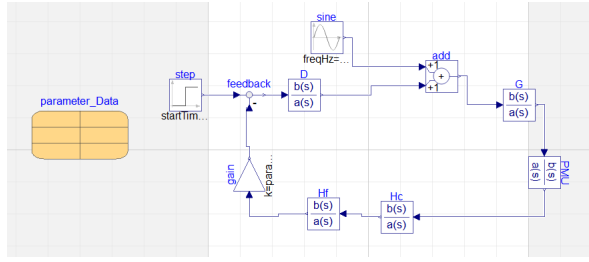 sine
freqHz=...
add
+1
+
+1
step
startTim...
feedback
-
D
b(s)
a(s)
G
b(s)
a(s)
parameter_Data
PMU
b(s)
a(s)
gain
k=para...
Hf
b(s)
a(s)
Hc
b(s)
a(s)